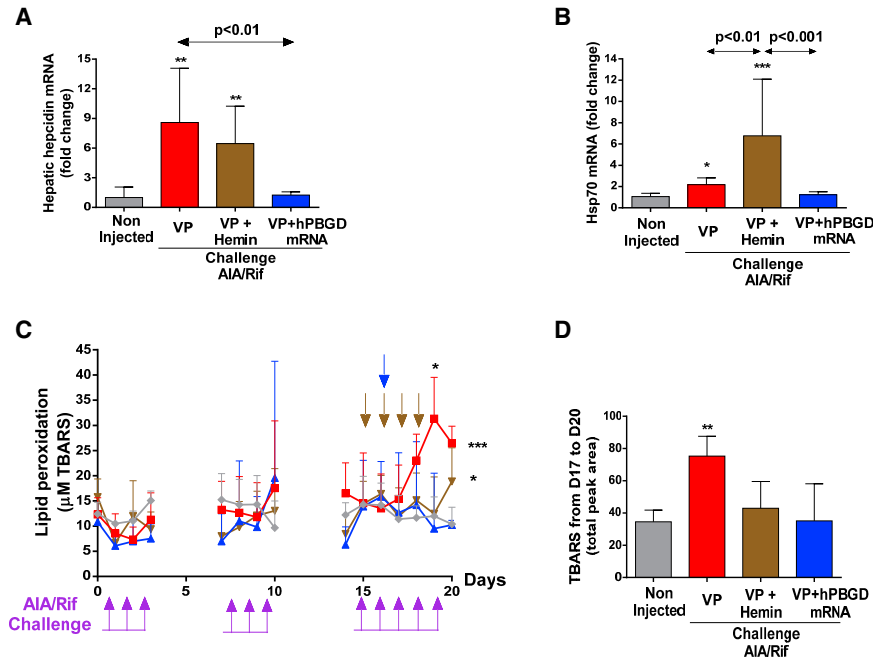 A
p<0.01
Hepatic hepcidin mRNA
(fold change)
15
12
9
6
3
0
**
**
Non
Injected
VP
VP +
Hemin
VP+hPBGD
mRNA
Challenge
AIA/Rif
B
p<0.01 p<0.001
Hsp70 mRNA (fold change)
14
12
10
8
6
4
2
0
*
***
Non
Injected
VP
VP +
Hemin
VP+hPBGD
mRNA
Challenge
AIA/Rif
C
Lipid peroxidation
(µM TBARS)
45
40
35
30
25
20
15
10
5
0
*
***
*
0 5 10 15 20 Days
AIA/Rif
Challenge
D
TBARS from D17 to D20
(total peak area)
100
80
60
40
20
0
**
Non
Injected
VP
VP +
Hemin
VP+hPBGD
mRNA
Challenge
AIA/Rif